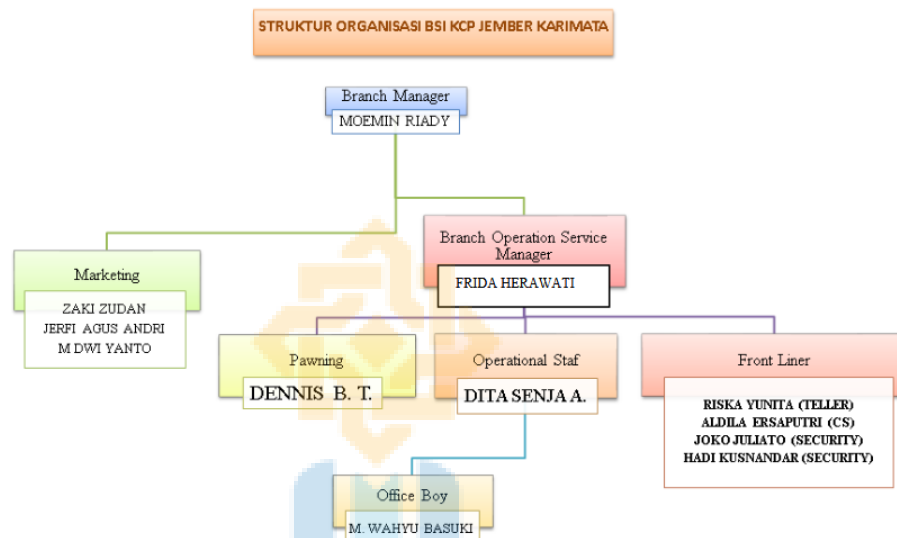 STRUKTUR ORGANISASI BSI KCP JEMBER KARIMATA
Branch Manager
MOEMIN RIADY
Branch Operation Service
Manager
FRIDA HERAWATI
Marketing
ZAKI ZUDAN
JERFI AGUS ANDRI
M DWI YANTO
Pawning
DENNIS B. T.
Operational Staf
DITA SENJA A.
Front Liner
RISKA YUNITA (TELLER)
ALDILA ERSAPUTRI (CS)
JOKO JULIATO (SECURITY)
HADI KUSNANDAR (SECURITY)
Office Boy
M. WAHYU BASUKI